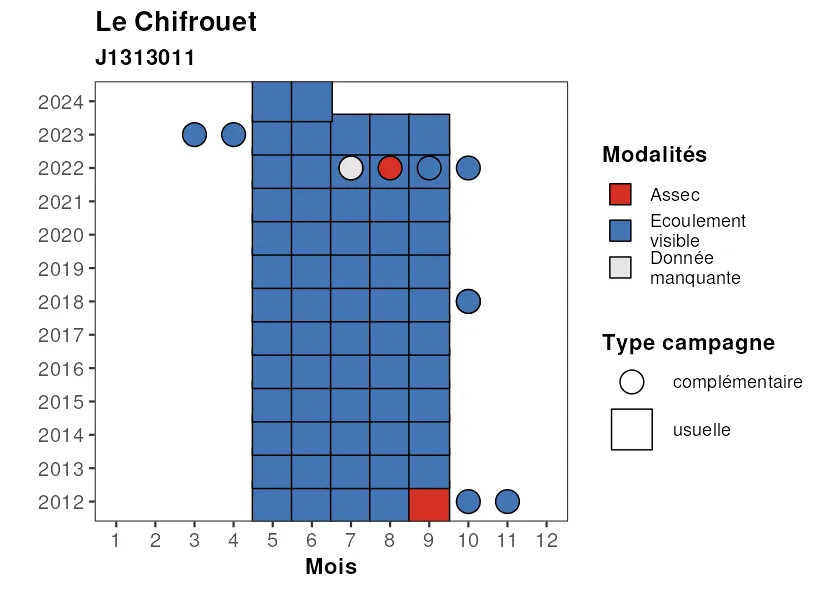 Le Chifrouet
J1313011
2024
2023
2022
2021
2020
2019
2018
2017
2016
2015
2014
2013
2012
1 2 3 4 5 6 7 8 9 10 11 12
Mois
Modalités
Assec
Ecoulement
visible
Donnée
manquante
Type campagne
complémentaire
usuelle